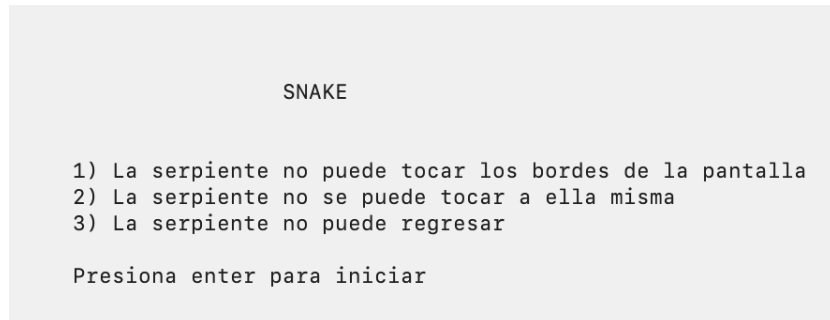 SNAKE
1) La serpiente no puede tocar los bordes de la pantalla
2) La serpiente no se puede tocar a ella misma
3) La serpiente no puede regresar
Presiona enter para iniciar